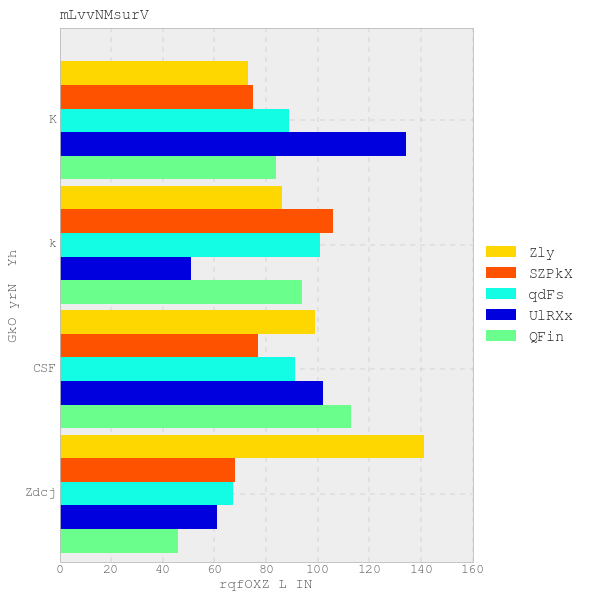 mLvvNMsurV
K
k
CSF
Zdcj
GkO yrN  Yh
0 20 40 60 80 100 120 140 160
rqfOXZ L IN
Zly
SZPkX
qdFs
UlRXx
QFin